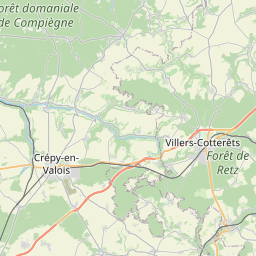 Forêt domaniale
de Compiègne
Villers-Cotterêts
Forêt de
Retz
Crépy-en-
Valois